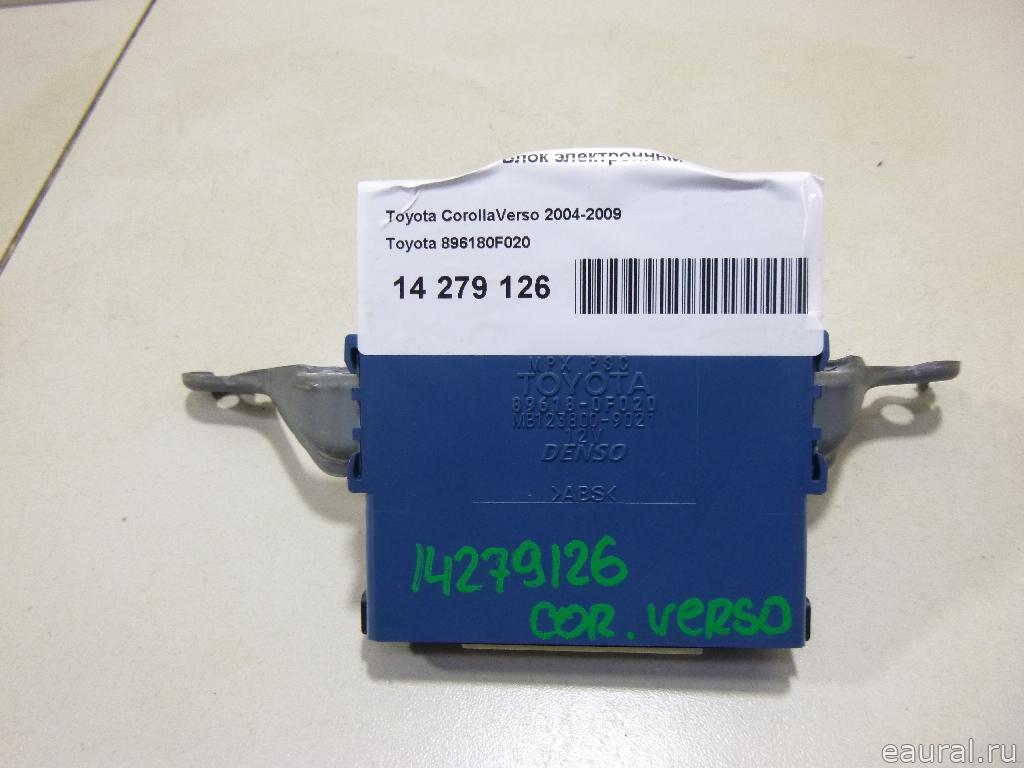 Блок электронный
Toyota CorollaVerso 2004-2009
Toyota 896180F020
14 279 126
MPX PSC
TOYOTA
89618-0F020
MB123800-9021
12V
DENSO
>ABS<
14279126
COR. VERSO
eaural.ru